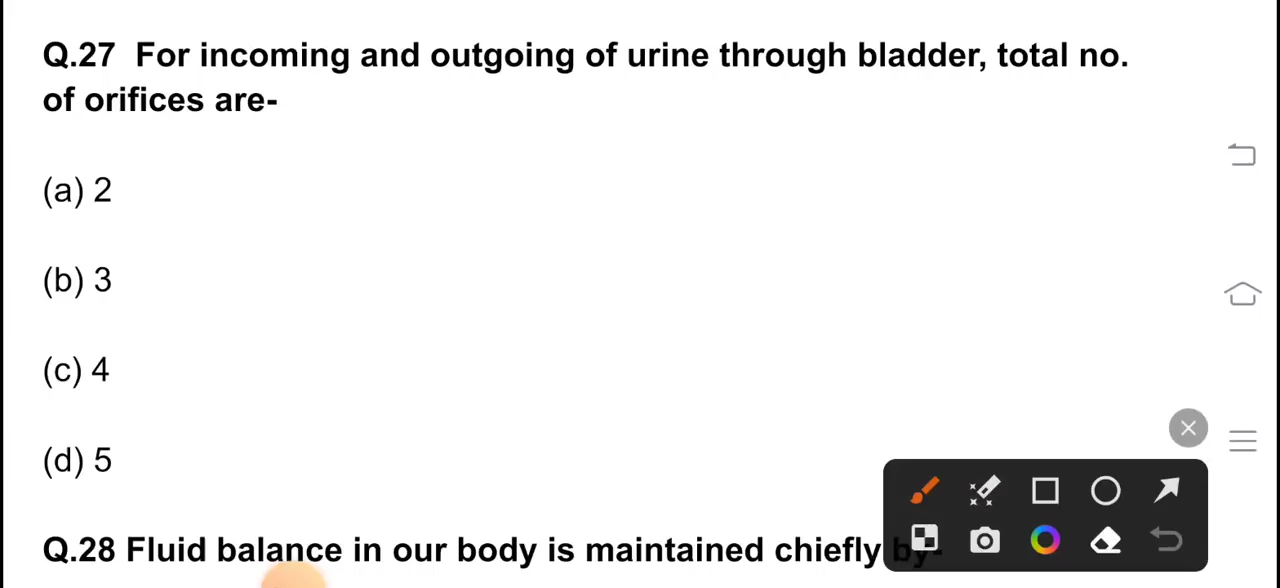 Q.27 For incoming and outgoing of urine through bladder, total no.
of orifices are-
(a) 2
(b) 3
(c) 4
(d) 5
Q.28 Fluid balance in our body is maintained chiefly by-